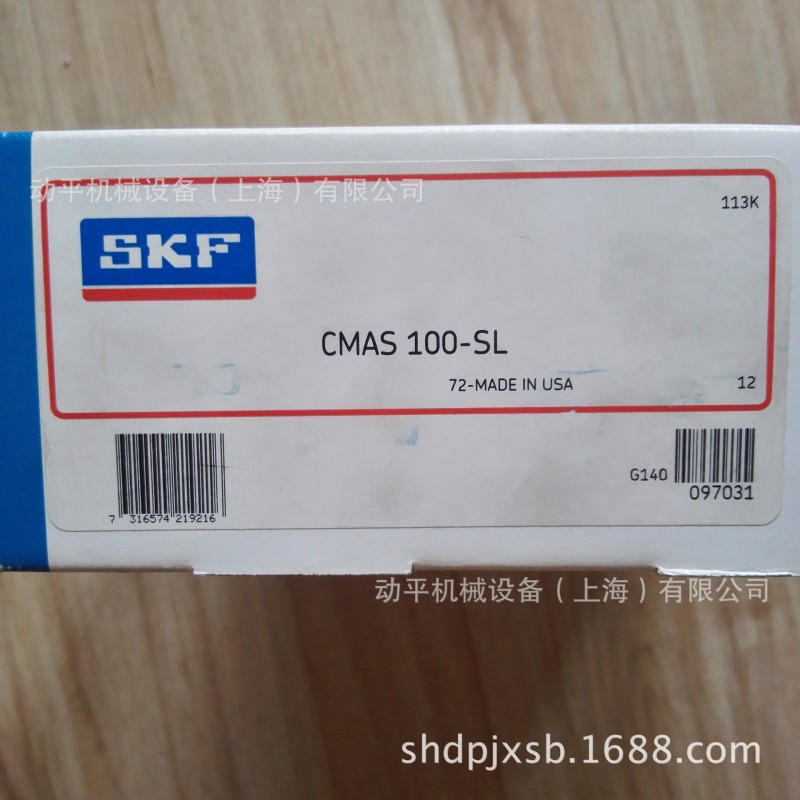 动平机械设备（上海）有限公司
113K
SKF
CMAS 100-SL
72-MADE IN USA
12
7 316574 219216
G140
097031
动平机械设备（上海）有限公司
shdpjxsb.1688.com